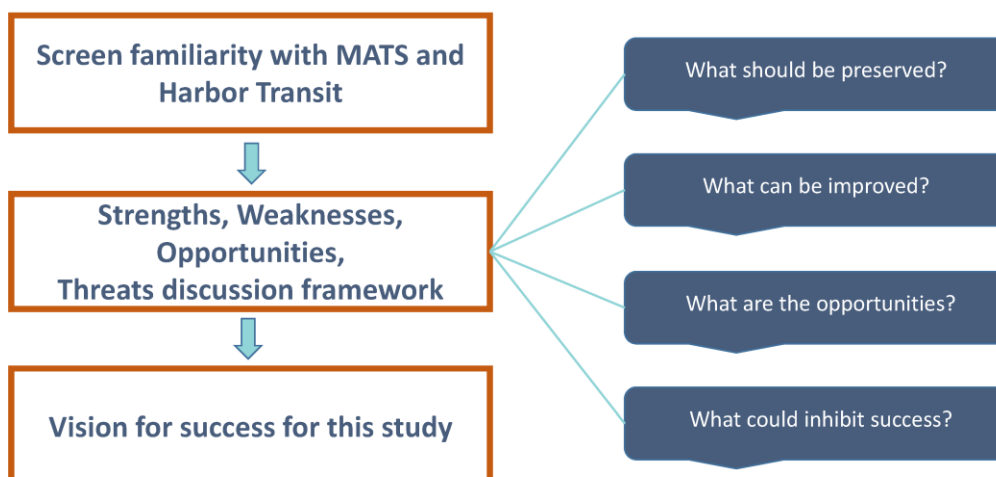 Screen familiarity with MATS and
Harbor Transit
Strengths, Weaknesses,
Opportunities,
Threats discussion framework
Vision for success for this study
What should be preserved?
What can be improved?
What are the opportunities?
What could inhibit success?